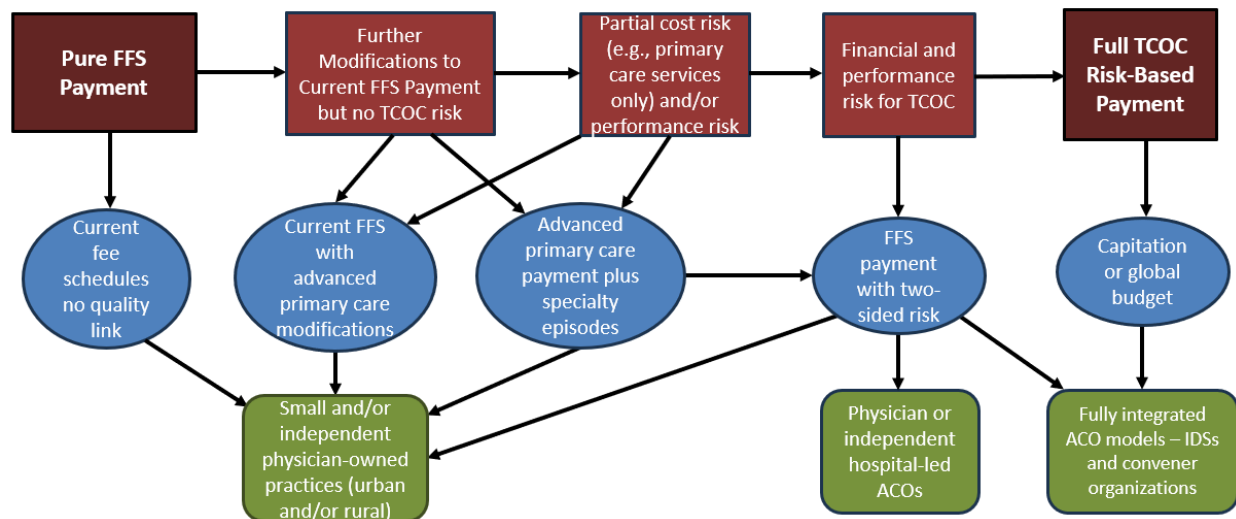 Pure FFS
Payment
Further
Modifications to
Current FFS Payment
but no TCOC risk
Partial cost risk
(e.g., primary
care services
only) and/or
performance risk
Financial and
performance
risk for TCOC
Full TCOC
Risk-Based
Payment
Current
fee
schedules
no quality
link
Current FFS
with
advanced
primary care
modifications
Advanced
primary care
payment plus
specialty
episodes
FFS
payment
with two-
sided risk
Capitation
or global
budget
Small and/or
independent
physician-owned
practices (urban
and/or rural)
Physician or
independent
hospital-led
ACOs
Fully integrated
ACO models – IDSs
and convener
organizations